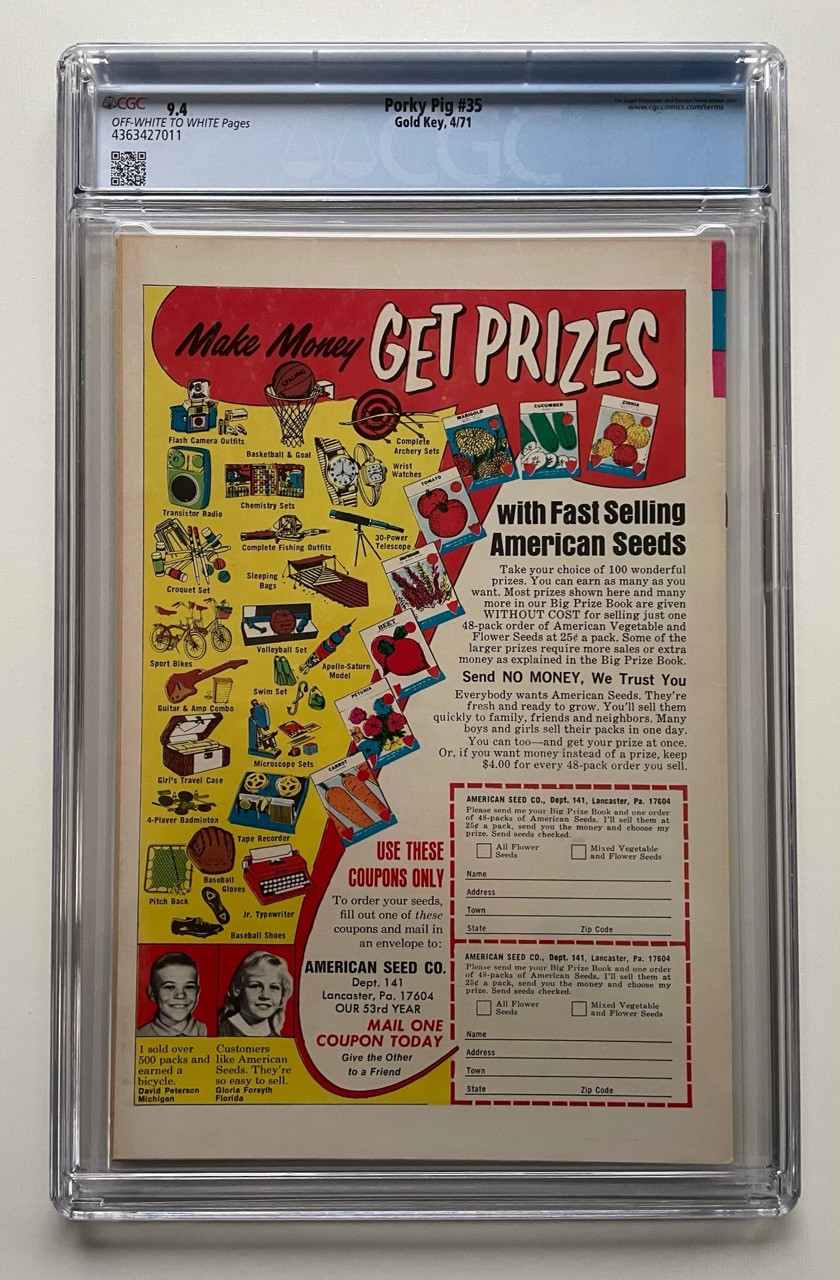 CGC 9.4
OFF-WHITE TO WHITE Pages
4363427011
Porky Pig #35
Gold Key, 4/71
www.cgccomics.com/terms
CGC
Make Money GET PRIZES
SPALDING
Flash Camera Outfits
Basketball & Goal
Complete
Archery Sets
MARIGOLD
CUCUMBER
ZINNIA
Transistor Radio
Chemistry Sets
Wrist
Watches
TOMATO
with Fast Selling
American Seeds
Complete Fishing Outfits
30-Power
Telescope
Croquet Set
Sleeping
Bags
Take your choice of 100 wonderful
prizes. You can earn as many as you
want. Most prizes shown here and many
more in our Big Prize Book are given
WITHOUT COST for selling just one
48-pack order of American Vegetable and
Flower Seeds at 25¢ a pack. Some of the
larger prizes require more sales or extra
money as explained in the Big Prize Book.
Sport Bikes
Volleyball Set
BEET
Apollo-Saturn
Model
Swim Set
Guitar & Amp Combo
PETUNIA
Send NO MONEY, We Trust You
Everybody wants American Seeds. They're
fresh and ready to grow. You'll sell them
quickly to family, friends and neighbors. Many
boys and girls sell their packs in one day.
You can too—and get your prize at once.
Or, if you want money instead of a prize, keep
$4.00 for every 48-pack order you sell.
Girl's Travel Case
Microscope Sets
CARROT
4-Player Badminton
Tape Recorder
Pitch Back
Baseball
Gloves
Jr. Typewriter
Baseball Shoes
USE THESE
COUPONS ONLY
To order your seeds,
fill out one of these
coupons and mail in
an envelope to:
AMERICAN SEED CO.
Dept. 141
Lancaster, Pa. 17604
OUR 53rd YEAR
MAIL ONE
COUPON TODAY
Give the Other
to a Friend
AMERICAN SEED CO., Dept. 141, Lancaster, Pa. 17604
Please send me your Big Prize Book and one order
of 48-packs of American Seeds. I'll sell them at
25¢ a pack, send you the money and choose my
prize. Send seeds checked.
All Flower
Seeds
Mixed Vegetable
and Flower Seeds
Name
Address
Town
State Zip Code
AMERICAN SEED CO., Dept. 141, Lancaster, Pa. 17604
Please send me your Big Prize Book and one order
of 48-packs of American Seeds. I'll sell them at
25¢ a pack, send you the money and choose my
prize. Send seeds checked.
All Flower
Seeds
Mixed Vegetable
and Flower Seeds
Name
Address
Town
State Zip Code
I sold over
500 packs and
earned a
bicycle.
David Peterson
Michigan
Customers
like American
Seeds. They're
so easy to sell.
Gloria Forsyth
Florida